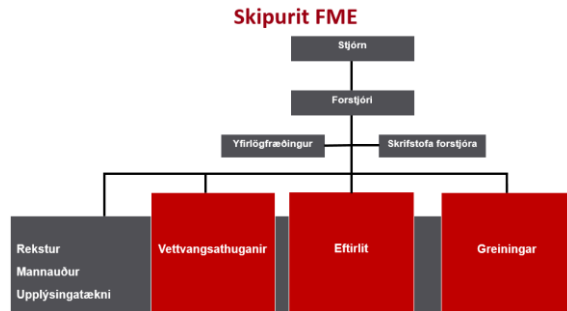 Skipurit FME
Stjórn
Forstjóri
Yfirlögfræðingur
Skrifstofa forstjóra
Rekstur
Mannauður
Upplýsingatækni
Vettvangsathuganir
Eftirlit
Greiningar